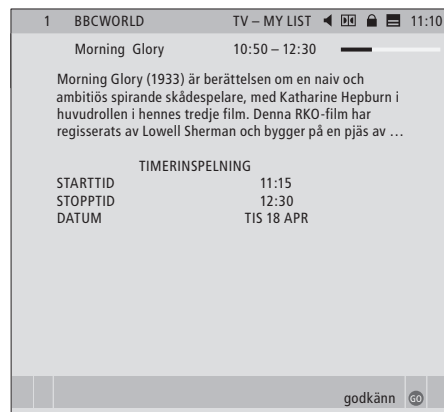 1 BBCWORLD TV – MY LIST 11:10
Morning Glory 10:50 – 12:30
Morning Glory (1933) är berättelsen om en naiv och
ambitiös spirande skådespelare, med Katharine Hepburn i
huvudrollen i hennes tredje film. Denna RKO-film har
regisserats av Lowell Sherman och bygger på en pjäs av …
TIMERINSPELNING
STARTTID 11:15
STOPPTID 12:30
DATUM TIS 18 APR
godkänn GO